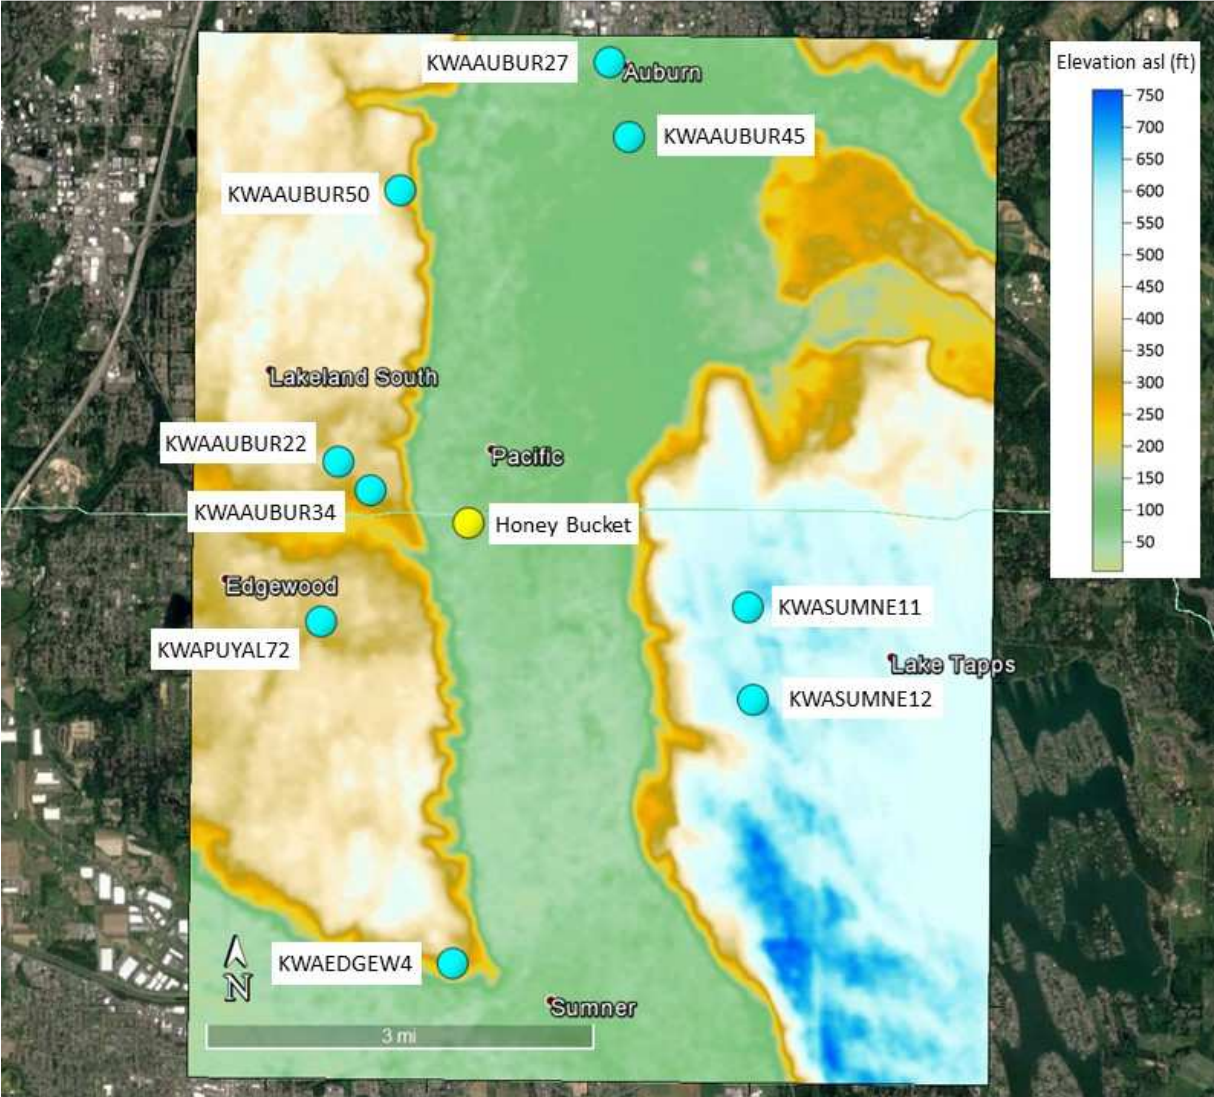 KWAAUBUR27
Auburn
Elevation asl (ft)
750
700
650
600
550
500
450
400
350
300
250
200
150
100
50
KWAAUBUR45
KWAAUBUR50
Lakeland South
KWAAUBUR22
Pacific
KWAAUBUR34
Honey Bucket
Edgewood
KWASUMNE11
KWAPUYAL72
Lake Tapps
KWASUMNE12
KWAEDGEW4
N
Sumner
3 mi